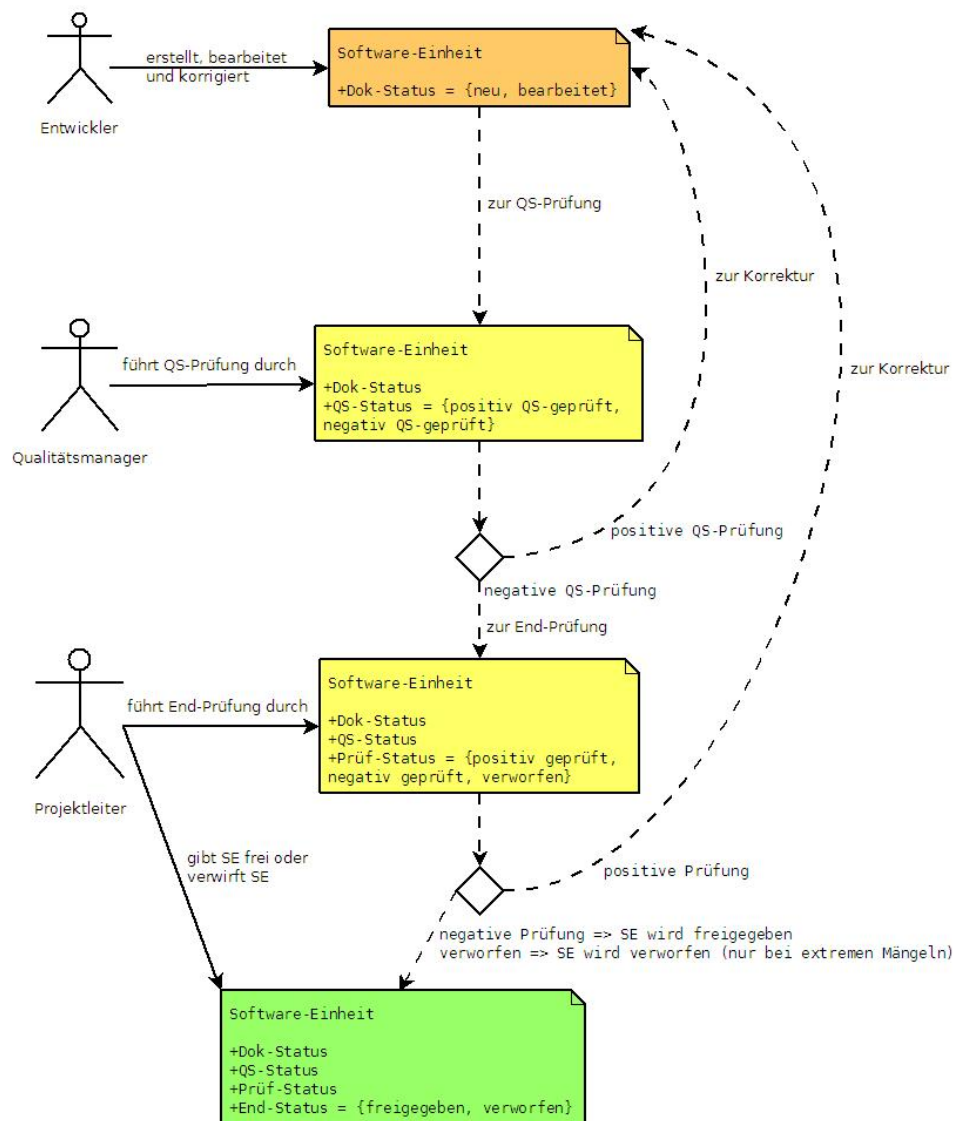 Software-Einheit
+Dok-Status = {neu, bearbeitet}
erstellt, bearbeitet
und korrigiert
Entwickler
zur QS-Prüfung
zur Korrektur
Software-Einheit
+Dok-Status
+QS-Status = {positiv QS-geprüft,
negativ QS-geprüft}
führt QS-Prüfung durch
Qualitätsmanager
zur Korrektur
positive QS-Prüfung
negative QS-Prüfung
zur End-Prüfung
Software-Einheit
+Dok-Status
+QS-Status
+Prüf-Status = {positiv geprüft,
negativ geprüft, verworfen}
führt End-Prüfung durch
Projektleiter
gibt SE frei oder
verwirft SE
positive Prüfung
negative Prüfung => SE wird freigegeben
verworfen => SE wird verworfen (nur bei extremen Mängeln)
Software-Einheit
+Dok-Status
+QS-Status
+Prüf-Status
+End-Status = {freigegeben, verworfen}